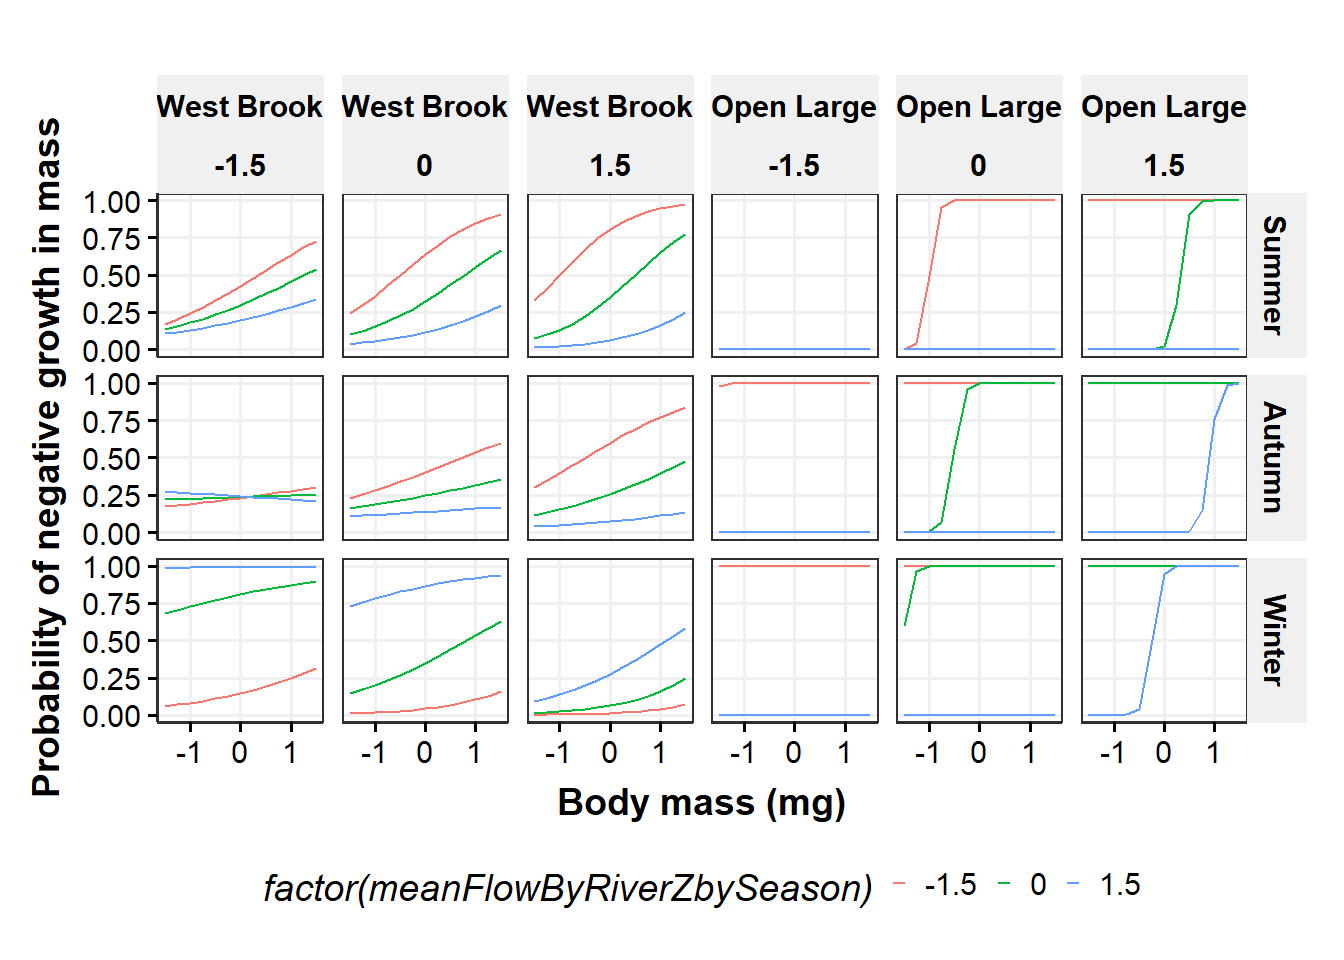 West Brook West Brook West Brook Open Large Open Large Open Large
-1.5 0 1.5 -1.5 0 1.5
Probability of negative growth in mass
1.00
0.75
0.50
0.25
0.00
Summer
1.00
0.75
0.50
0.25
0.00
Autumn
1.00
0.75
0.50
0.25
0.00
Winter
-1 0 1 -1 0 1 -1 0 1 -1 0 1 -1 0 1 -1 0 1
Body mass (mg)
factor(meanFlowByRiverZbySeason) -1.5 0 1.5